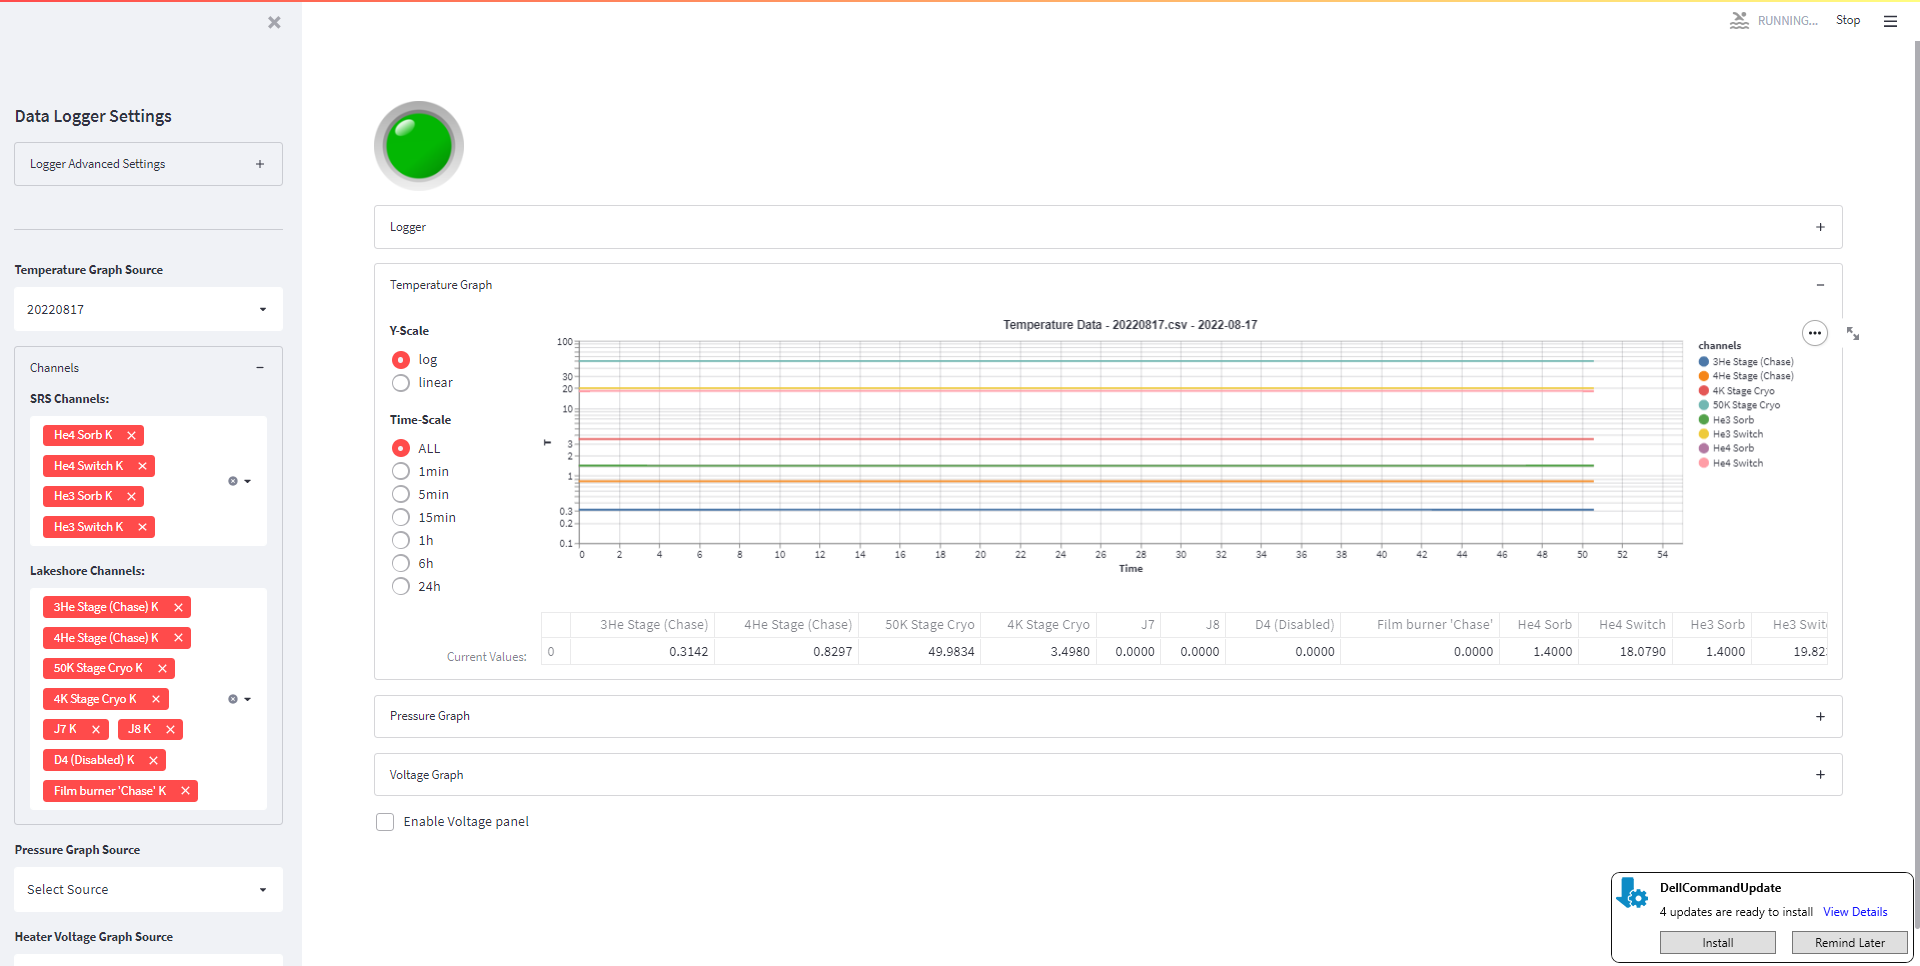 RUNNING... Stop
Data Logger Settings
Logger Advanced Settings
Temperature Graph Source
20220817
Channels
SRS Channels:
He4 Sorb K
He4 Switch K
He3 Sorb K
He3 Switch K
Lakeshore Channels:
3He Stage (Chase) K
4He Stage (Chase) K
50K Stage Cryo K
4K Stage Cryo K
J7 K J8 K
D4 (Disabled) K
Film burner 'Chase' K
Pressure Graph Source
Select Source
Heater Voltage Graph Source
Logger
Temperature Graph
Y-Scale
log
linear
Time-Scale
ALL
1min
5min
15min
1h
6h
24h
Temperature Data - 20220817.csv - 2022-08-17
100
30
20
10
3
2
1
0.3
0.2
0.1
T
0 2 4 6 8 10 12 14 16 18 20 22 24 26 28 30 32 34 36 38 40 42 44 46 48 50 52 54
Time
channels
3He Stage (Chase)
4He Stage (Chase)
4K Stage Cryo
50K Stage Cryo
He3 Sorb
He3 Switch
He4 Sorb
He4 Switch
3He Stage (Chase) 4He Stage (Chase) 50K Stage Cryo 4K Stage Cryo J7 J8 D4 (Disabled) Film burner 'Chase' He4 Sorb He4 Switch He3 Sorb He3 Swit
Current Values: 0 0.3142 0.8297 49.9834 3.4980 0.0000 0.0000 0.0000 0.0000 1.4000 18.0790 1.4000 19.82
Pressure Graph
Voltage Graph
Enable Voltage panel
DellCommandUpdate
4 updates are ready to install View Details
Install Remind Later